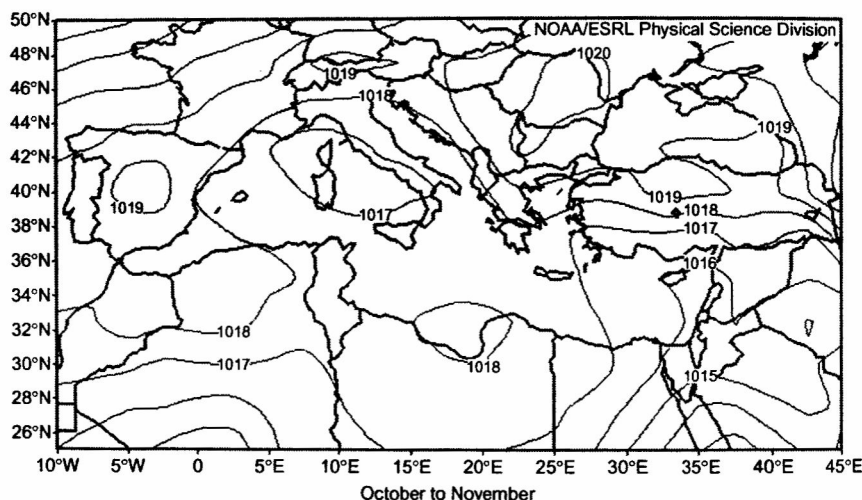 NOAA/ESRL Physical Science Division
50°N
48°N
46°N
44°N
42°N
40°N
38°N
36°N
34°N
32°N
30°N
28°N
26°N
1020
1019
1018
1019
1019
1019
1018
1017
1017
1016
1018
1017
1018
1015
10°W
5°W
0
5°E
10°E
15°E
20°E
25°E
30°E
35°E
40°E
45°E
October to November